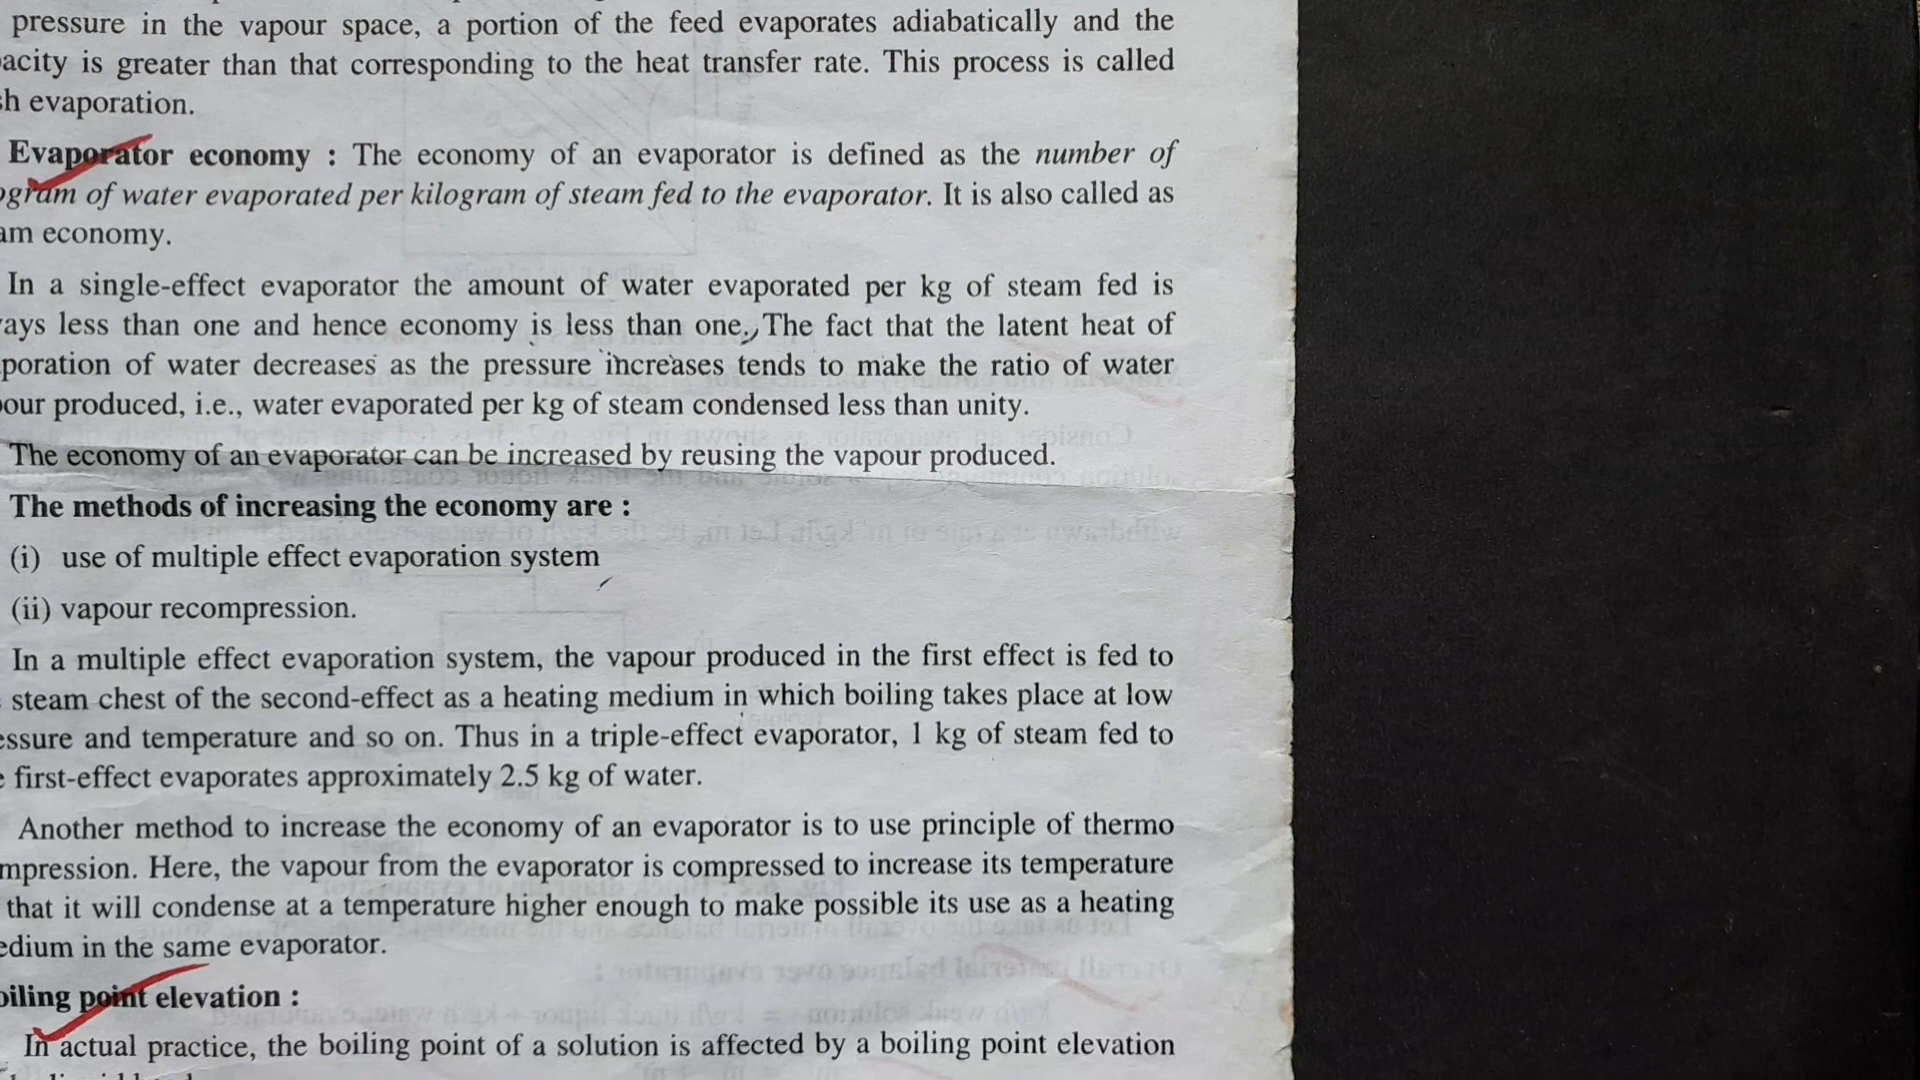 pressure in the vapour space, a portion of the feed evaporates adiabatically and the
acity is greater than that corresponding to the heat transfer rate. This process is called
h evaporation.
Evaporator economy : The economy of an evaporator is defined as the number of
gram of water evaporated per kilogram of steam fed to the evaporator. It is also called as
am economy.
In a single-effect evaporator the amount of water evaporated per kg of steam fed is
ays less than one and hence economy is less than one. The fact that the latent heat of
poration of water decreases as the pressure increases tends to make the ratio of water
our produced, i.e., water evaporated per kg of steam condensed less than unity.
The economy of an evaporator can be increased by reusing the vapour produced.
The methods of increasing the economy are :
(i) use of multiple effect evaporation system
(ii) vapour recompression.
In a multiple effect evaporation system, the vapour produced in the first effect is fed to
steam chest of the second-effect as a heating medium in which boiling takes place at low
essure and temperature and so on. Thus in a triple-effect evaporator, 1 kg of steam fed to
first-effect evaporates approximately 2.5 kg of water.
Another method to increase the economy of an evaporator is to use principle of thermo
mpression. Here, the vapour from the evaporator is compressed to increase its temperature
that it will condense at a temperature higher enough to make possible its use as a heating
edium in the same evaporator.
oiling point elevation :
In actual practice, the boiling point of a solution is affected by a boiling point elevation